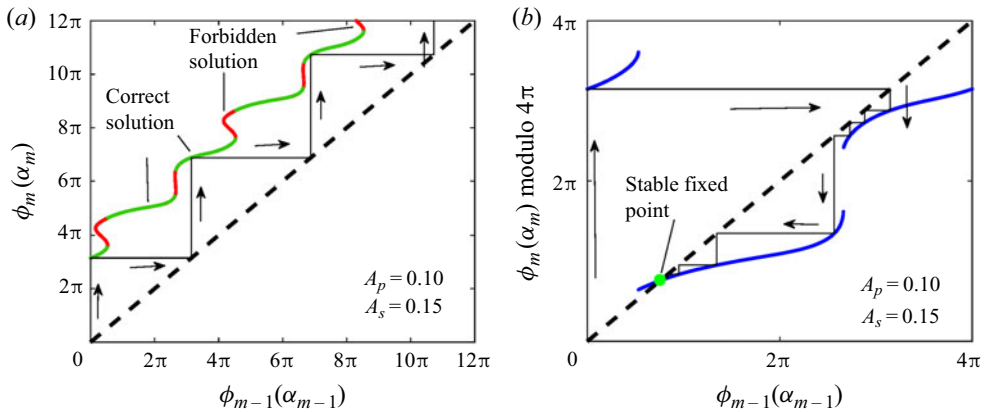 (a)
12π
10π
8π
6π
4π
2π
0
2π 4π 6π 8π 10π 12π
ϕm(αm)
ϕm−1(αm−1)
Forbidden
solution
Correct
solution
Ap = 0.10
As = 0.15
(b)
4π
2π
0
2π 4π
ϕm(αm) modulo 4π
ϕm−1(αm−1)
Stable fixed
point
Ap = 0.10
As = 0.15